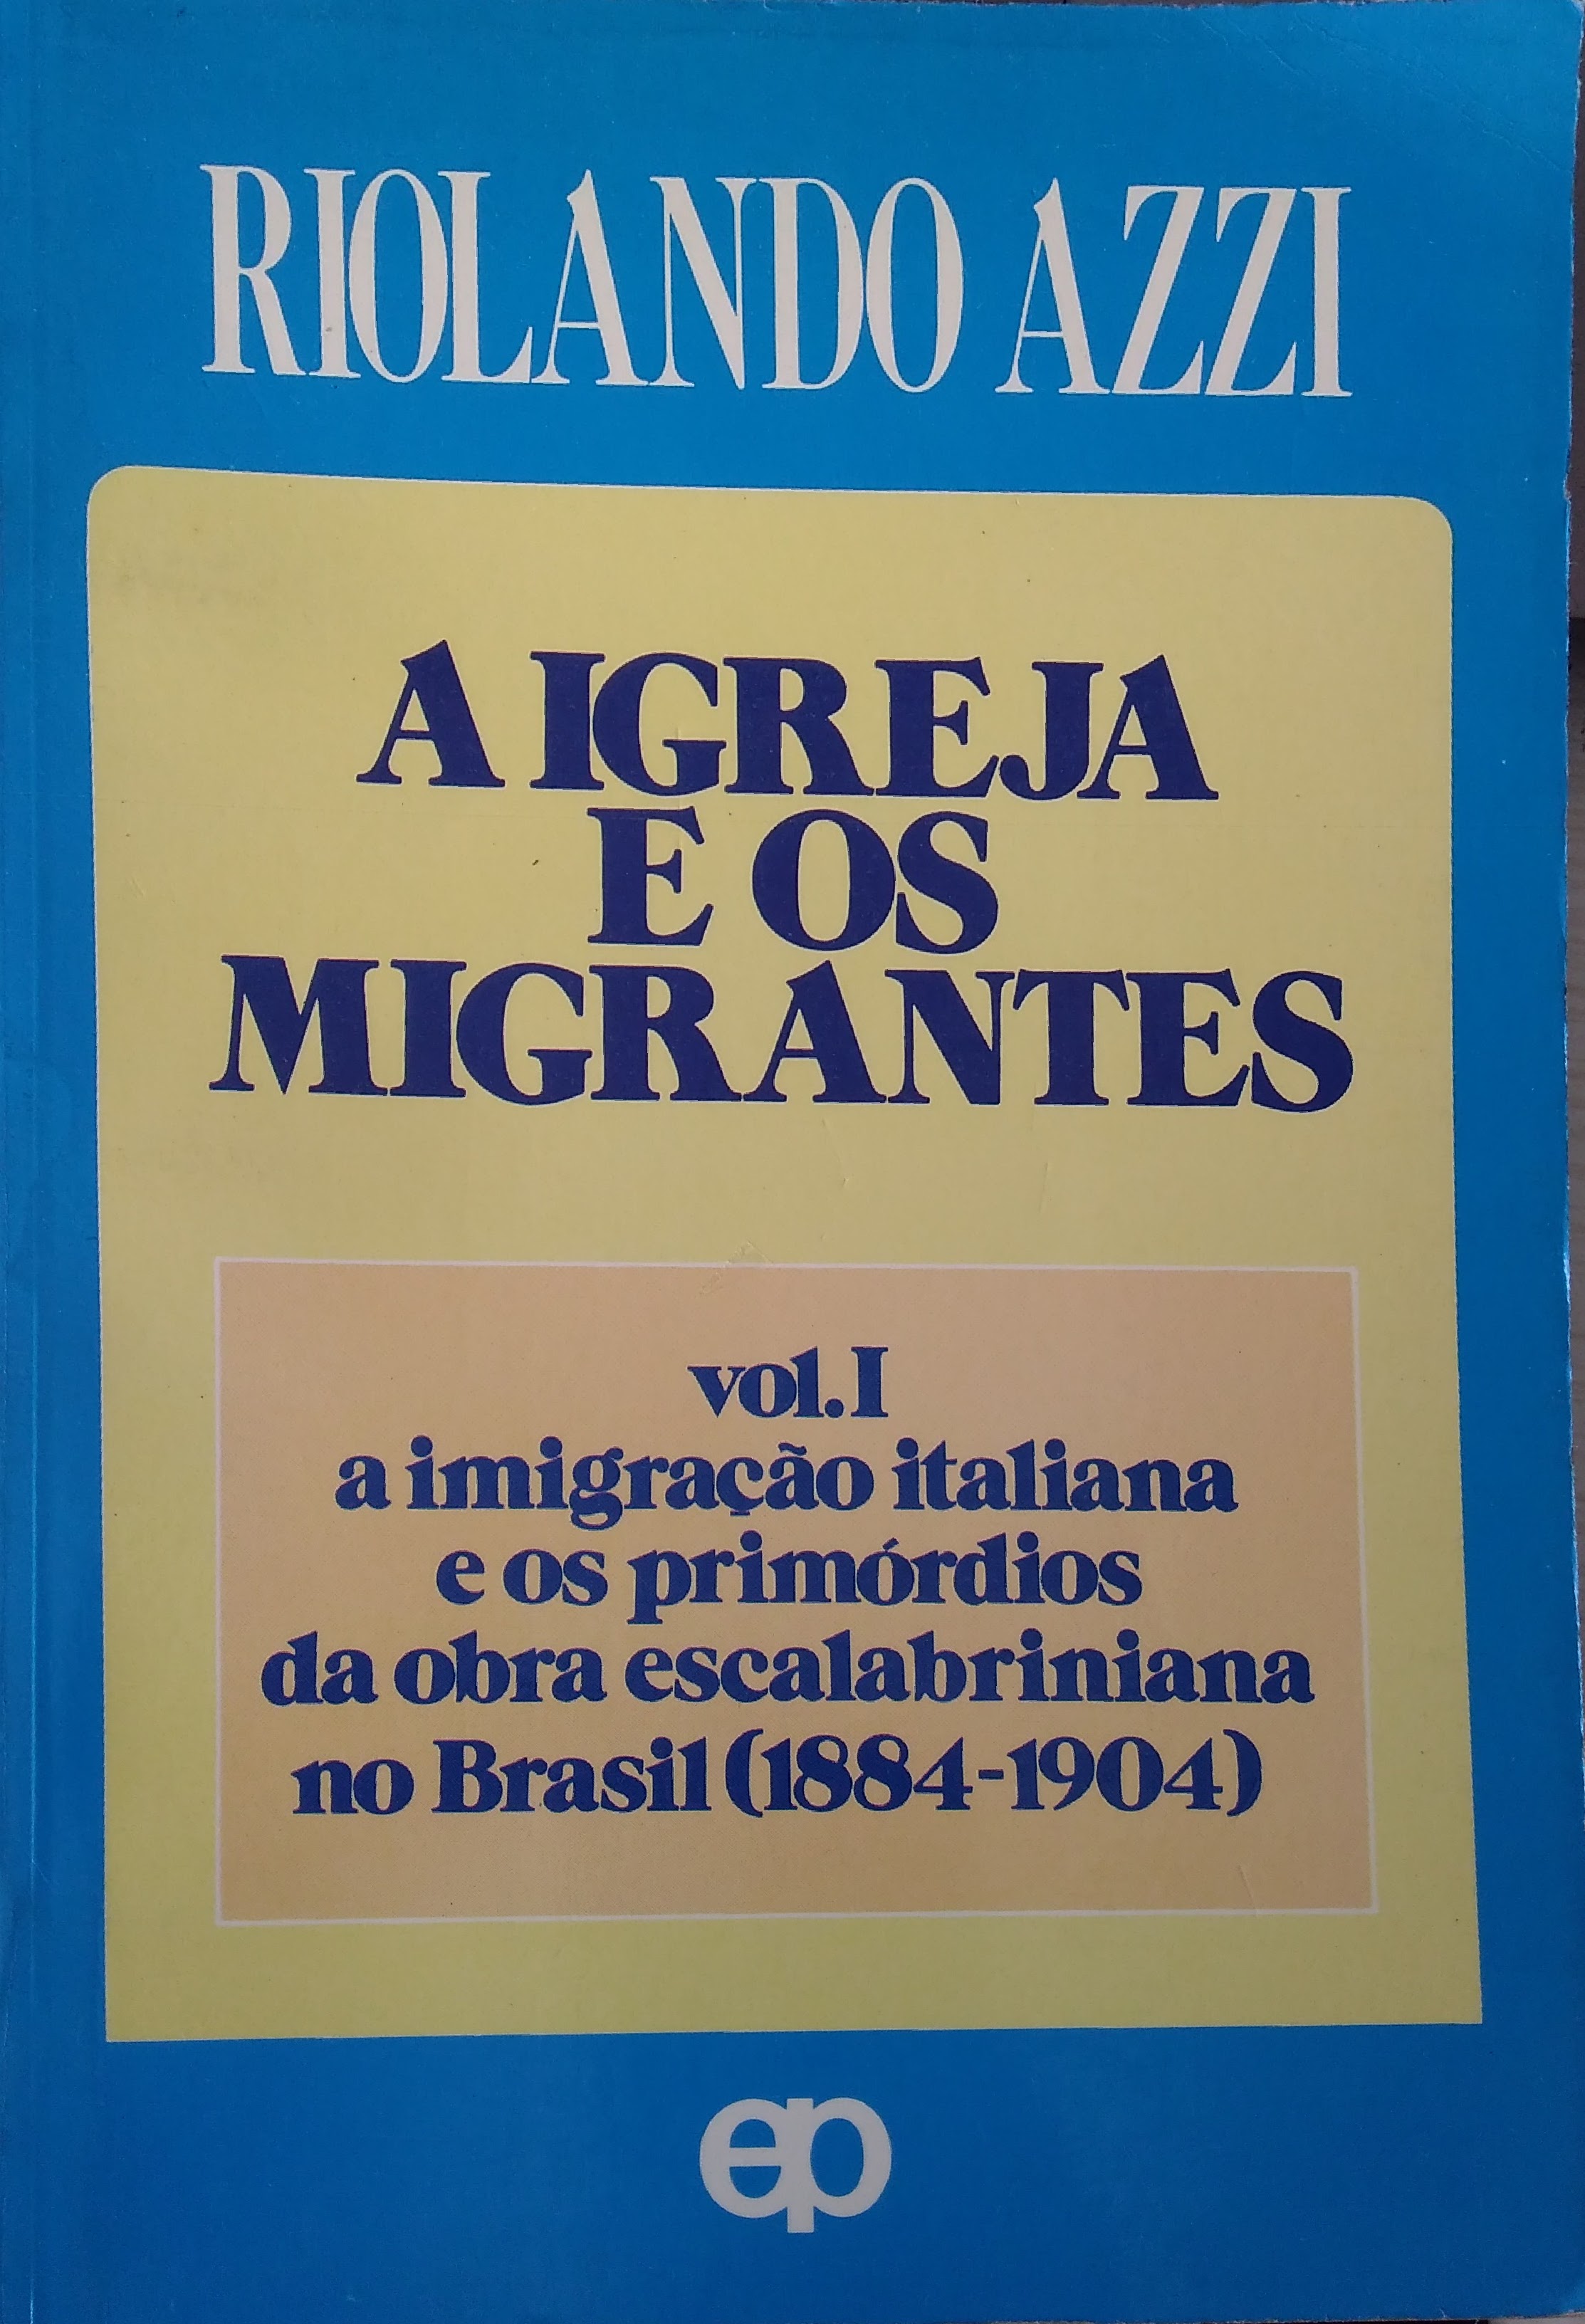 RIOLANDO AZZI
A IGREJA
E OS
MIGRANTES
vol.I
a imigração italiana
e os primórdios
da obra escalabriniana
no Brasil (1884-1904)
ep